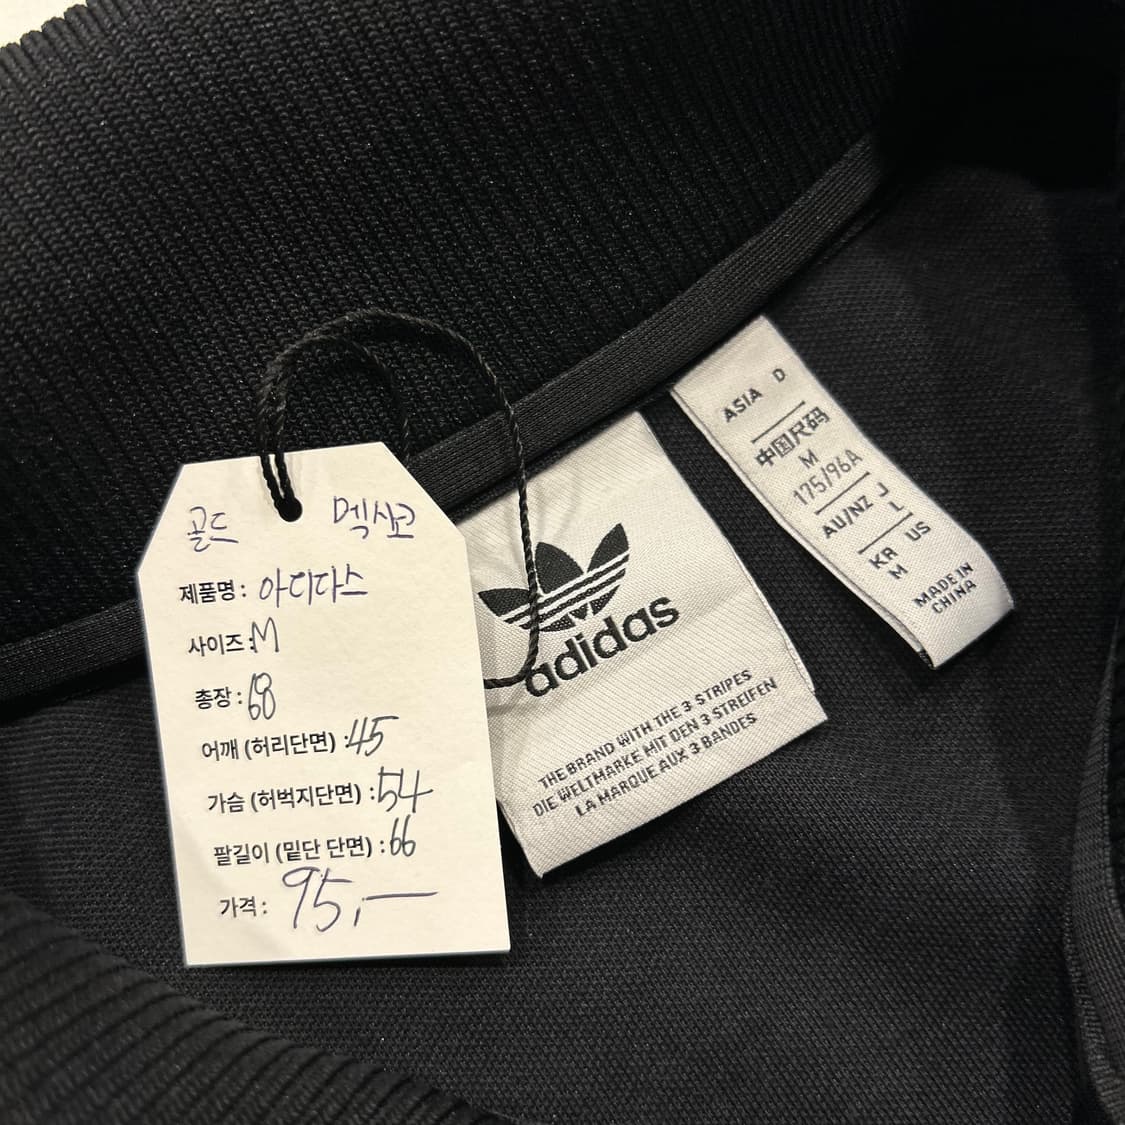 골드 멕시코
제품명: 아디다스
사이즈: M
총장: 68
어깨 (허리단면) : 45
가슴 (허벅지단면) : 54
팔길이 (밑단 단면) : 66
가격: 95,—
adidas
THE BRAND WITH THE 3 STRIPES
DIE WELTMARKE MIT DEN 3 STREIFEN
LA MARQUE AUX 3 BANDES
ASIA D
中国尺码
M
175/96A
AU/NZ J
L
KR US
M
MADE IN
CHINA